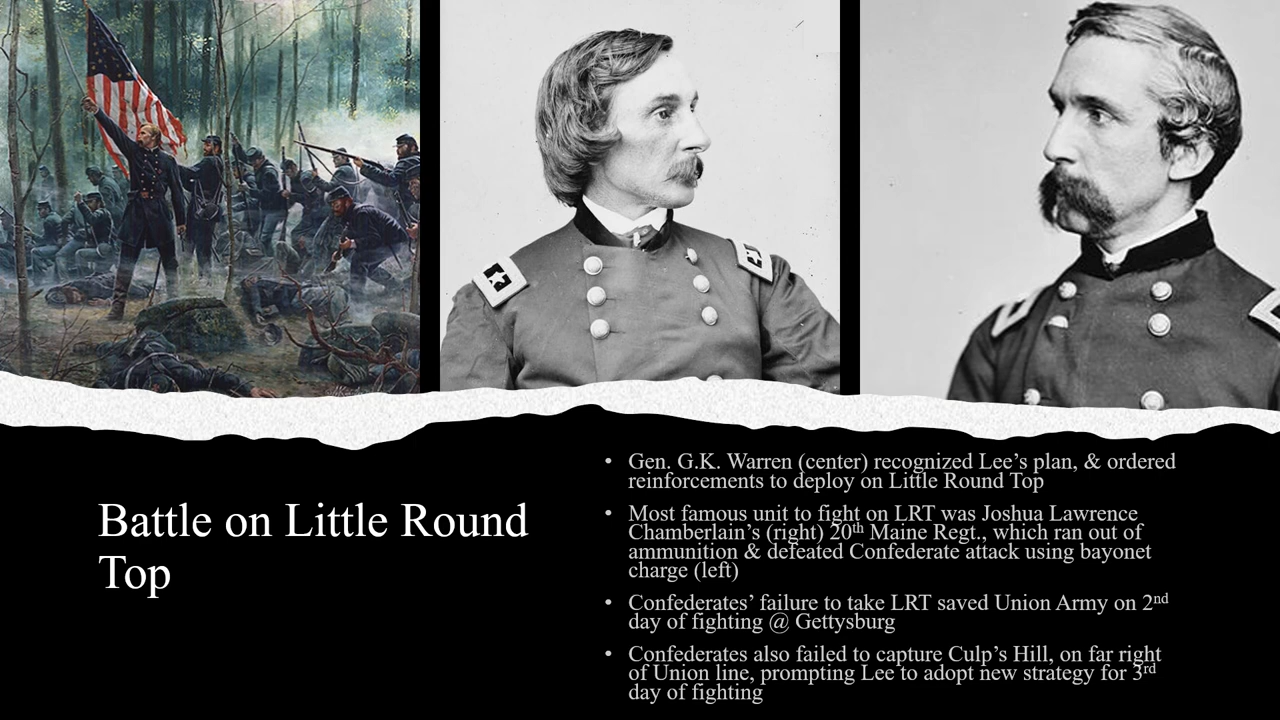 Battle on Little Round
Top
• Gen. G.K. Warren (center) recognized Lee’s plan, & ordered
reinforcements to deploy on Little Round Top
• Most famous unit to fight on LRT was Joshua Lawrence
Chamberlain’s (right) 20th Maine Regt., which ran out of
ammunition & defeated Confederate attack using bayonet
charge (left)
• Confederates’ failure to take LRT saved Union Army on 2nd
day of fighting @ Gettysburg
• Confederates also failed to capture Culp’s Hill, on far right
of Union line, prompting Lee to adopt new strategy for 3rd
day of fighting